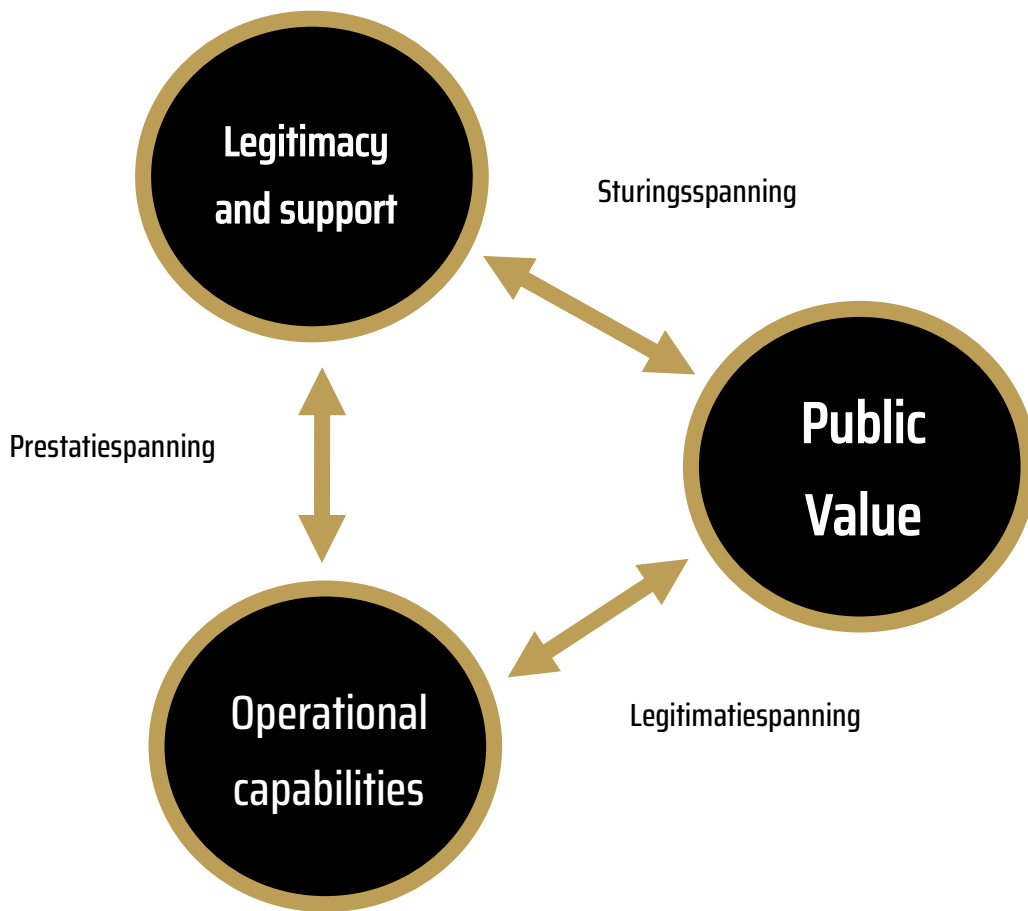 Legitimacy
and support
Sturingsspanning
Public
Value
Prestatiespanning
Operational
capabilities
Legitimatiespanning